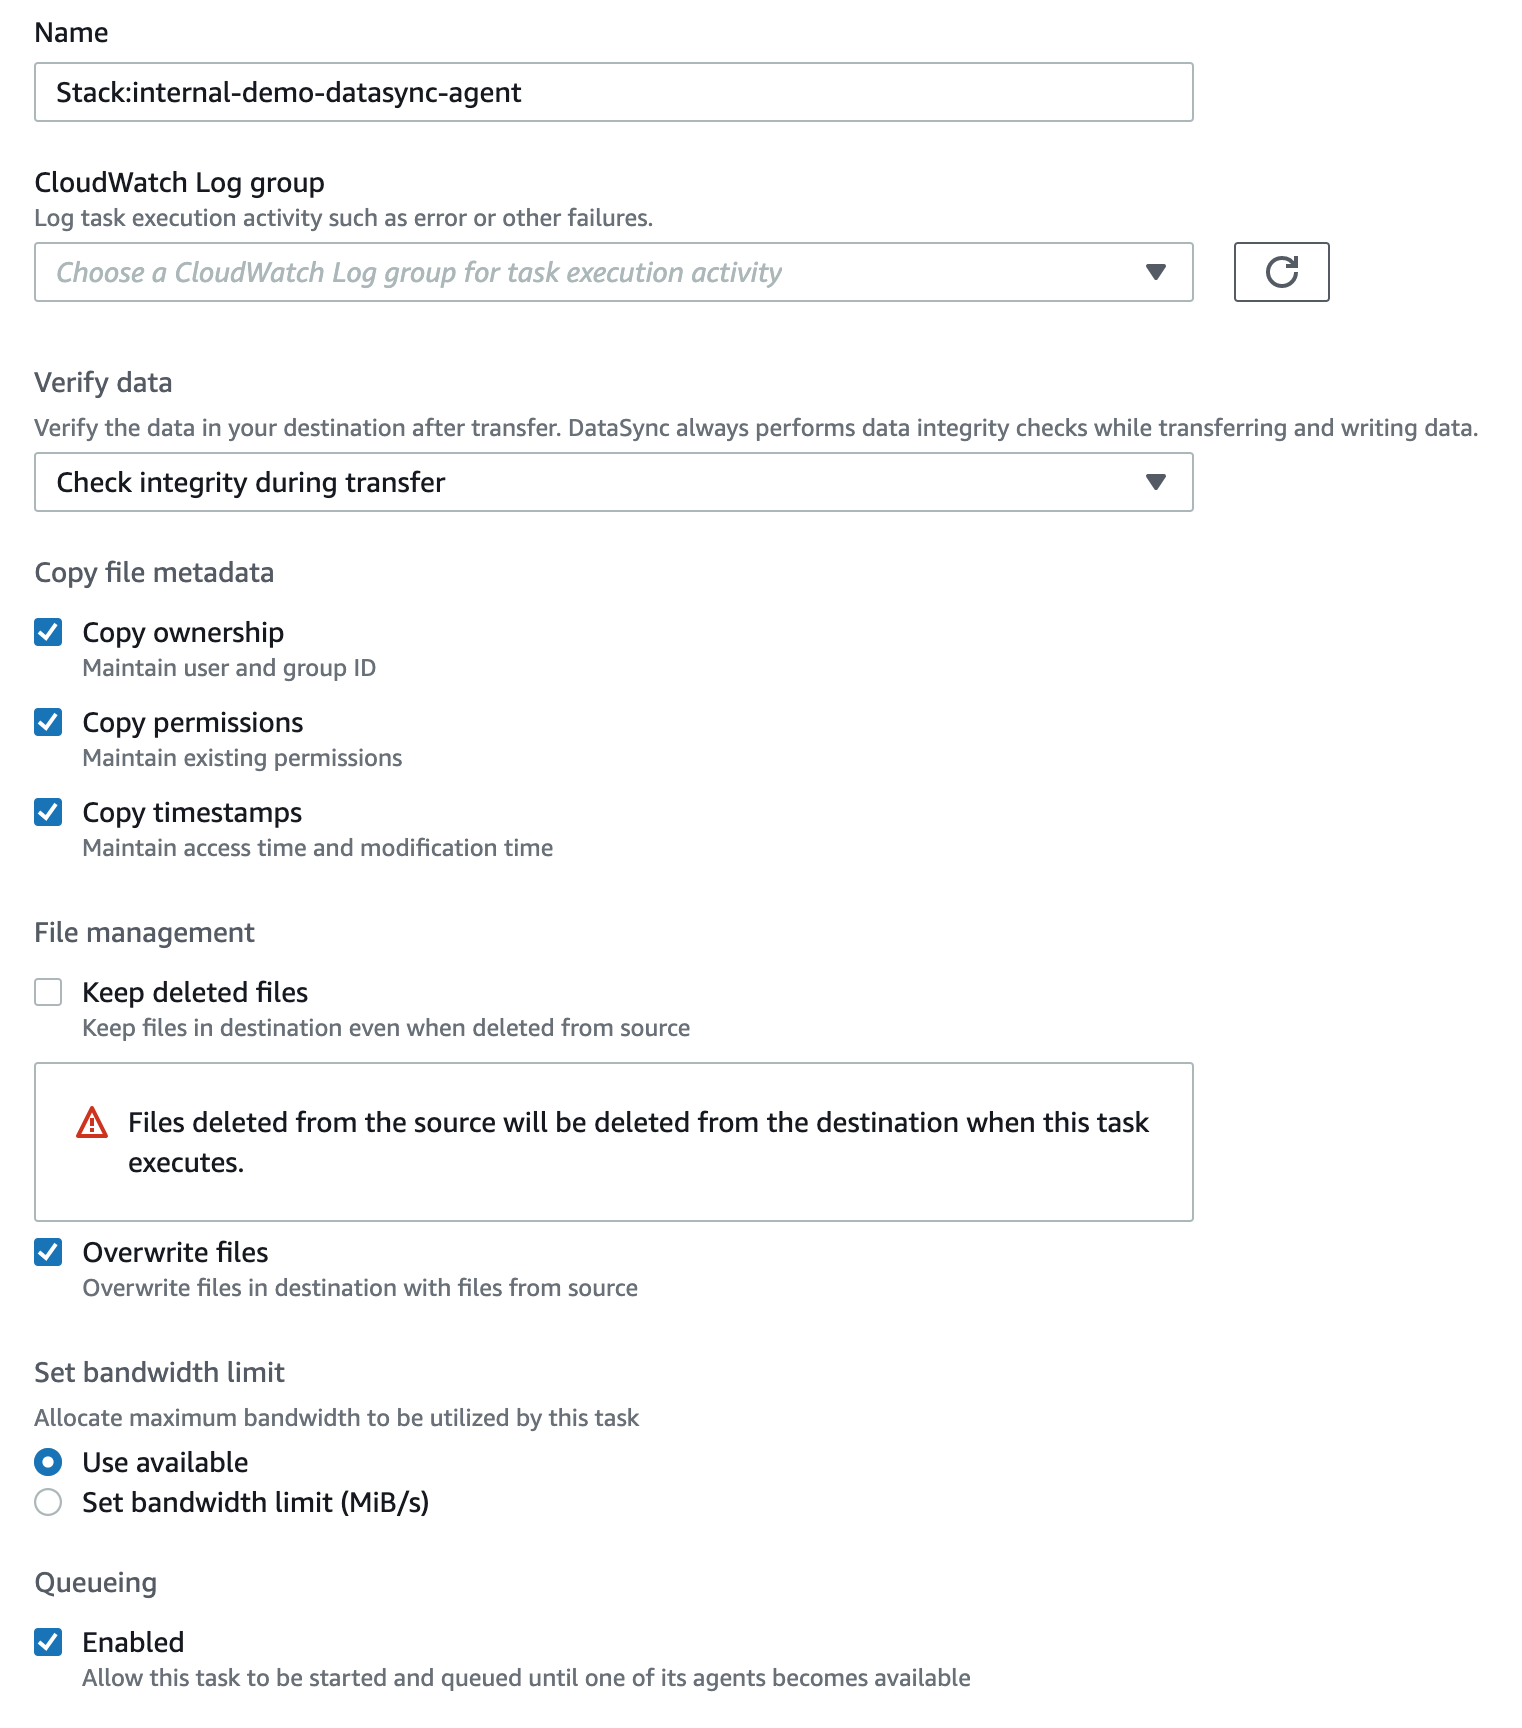 Name
Stack:internal-demo-datasync-agent
CloudWatch Log group
Log task execution activity such as error or other failures.
Choose a CloudWatch Log group for task execution activity
Verify data
Verify the data in your destination after transfer. DataSync always performs data integrity checks while transferring and writing data.
Check integrity during transfer
Copy file metadata
Copy ownership
Maintain user and group ID
Copy permissions
Maintain existing permissions
Copy timestamps
Maintain access time and modification time
File management
Keep deleted files
Keep files in destination even when deleted from source
Files deleted from the source will be deleted from the destination when this task
executes.
Overwrite files
Overwrite files in destination with files from source
Set bandwidth limit
Allocate maximum bandwidth to be utilized by this task
Use available
Set bandwidth limit (MiB/s)
Queueing
Enabled
Allow this task to be started and queued until one of its agents becomes available